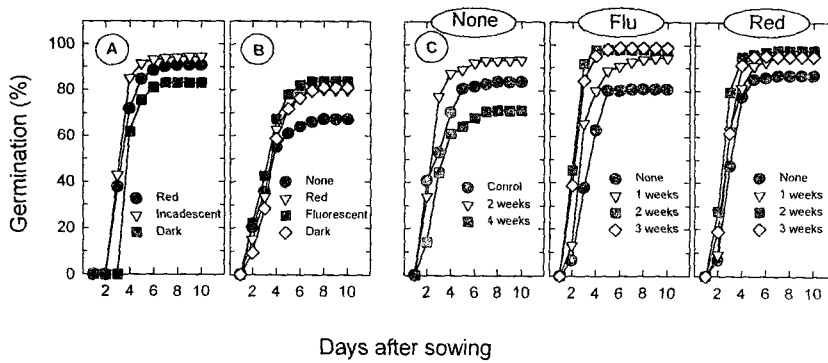 None
Flu
Red
A
B
C
Germination (%)
100
80
60
40
20
0
Red
Incadescent
Dark
None
Red
Fluorescent
Dark
Conrol
2 weeks
4 weeks
None
1 weeks
2 weeks
3 weeks
None
1 weeks
2 weeks
3 weeks
2 4 6 8 10
2 4 6 8 10
2 4 6 8 10
2 4 6 8 10
2 4 6 8 10
Days after sowing